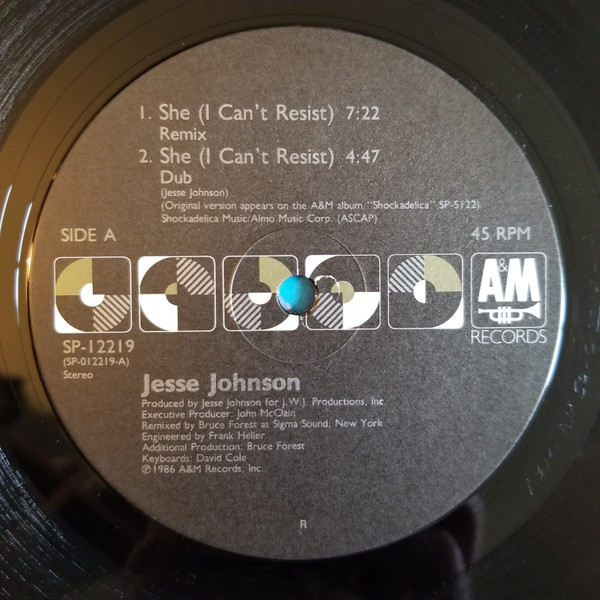 1. She (I Can't Resist) 7:22
Remix
2. She (I Can't Resist) 4:47
Dub
(Jesse Johnson)
(Original version appears on the A&M album "Shockadelica" SP-5122)
Shockadelica Music/Almo Music Corp. (ASCAP)
SIDE A
45 RPM
A&M
RECORDS
SP-12219
(SP-012219-A)
Stereo
Jesse Johnson
Produced by Jesse Johnson for J.W.J. Productions, Inc.
Executive Producer: John McClain
Remixed by Bruce Forest at Sigma Sound, New York
Engineered by Frank Heller
Additional Production: Bruce Forest
Keyboards: David Cole
℗1986 A&M Records, Inc.
R